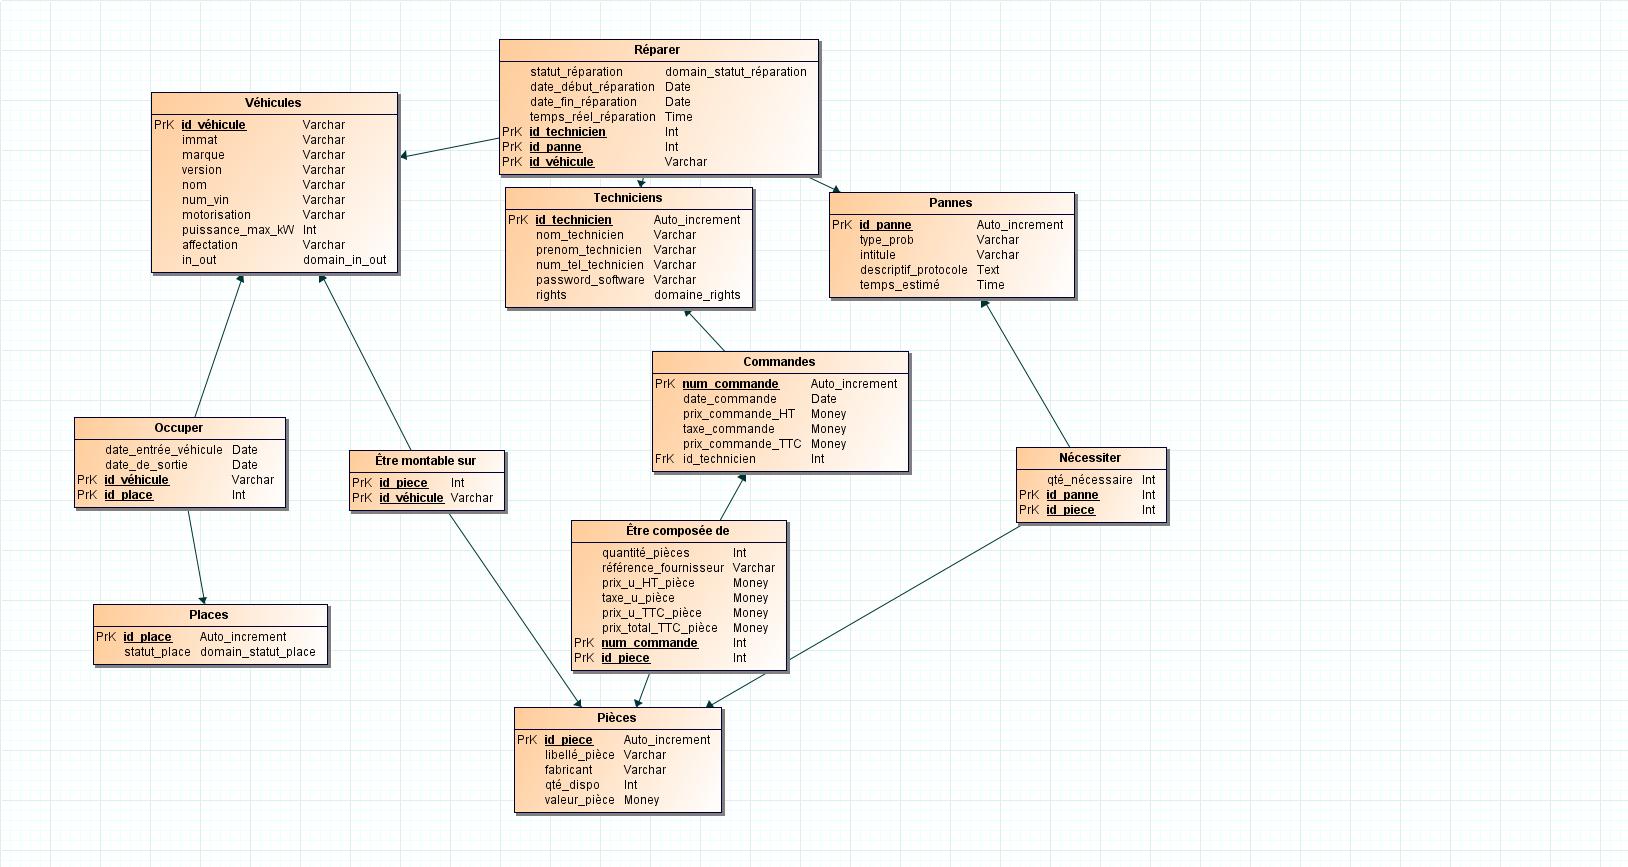 Réparer
statut_réparation domain_statut_réparation
date_début_réparation Date
date_fin_réparation Date
temps_réel_réparation Time
PrK id_technicien Int
PrK id_panne Int
PrK id_véhicule Varchar
Véhicules
PrK id_véhicule Varchar
immat Varchar
marque Varchar
version Varchar
nom Varchar
num_vin Varchar
motorisation Varchar
puissance_max_kW Int
affectation Varchar
in_out domain_in_out
Techniciens
PrK id_technicien Auto_increment
nom_technicien Varchar
prenom_technicien Varchar
num_tel_technicien Varchar
password_software Varchar
rights domaine_rights
Pannes
PrK id_panne Auto_increment
type_prob Varchar
intitule Varchar
descriptif_protocole Text
temps_estimé Time
Commandes
PrK num_commande Auto_increment
date_commande Date
prix_commande_HT Money
taxe_commande Money
prix_commande_TTC Money
FrK id_technicien Int
Occuper
date_entrée_véhicule Date
date_de_sortie Date
PrK id_véhicule Varchar
PrK id_place Int
Être montable sur
PrK id_piece Int
PrK id_véhicule Varchar
Nécessiter
qté_nécessaire Int
PrK id_panne Int
PrK id_piece Int
Être composée de
quantité_pièces Int
référence_fournisseur Varchar
prix_u_HT_pièce Money
taxe_u_pièce Money
prix_u_TTC_pièce Money
prix_total_TTC_pièce Money
PrK num_commande Int
PrK id_piece Int
Places
PrK id_place Auto_increment
statut_place domain_statut_place
Pièces
PrK id_piece Auto_increment
libellé_pièce Varchar
fabricant Varchar
qté_dispo Int
valeur_pièce Money